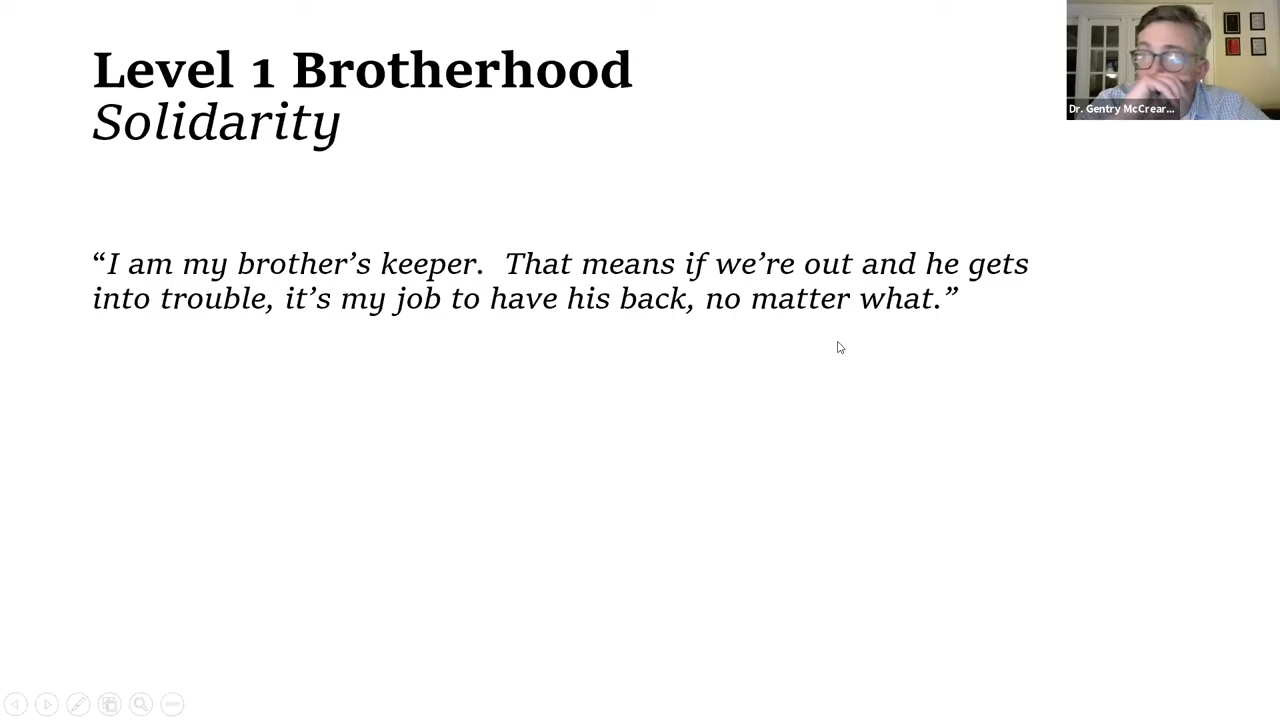 Level 1 Brotherhood
Solidarity
Dr. Gentry McCrear...
“I am my brother’s keeper.  That means if we’re out and he gets
into trouble, it’s my job to have his back, no matter what.”